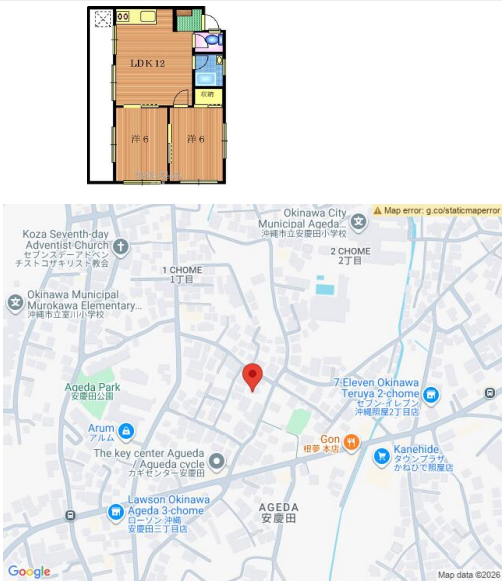 収納
LDK12
洋6
洋6
Okinawa City
Municipal Ageda...
沖縄市立安慶田小学校
Map error: g.co/staticmaperror
Koza Seventh-day
Adventist Church
セブンスデーアドベン
チストコザキリスト教会
2 CHOME
2丁目
1 CHOME
1丁目
Okinawa Municipal
Murokawa Elementary...
沖縄市立室川小学校
Ageda Park
安慶田公園
7-Eleven Okinawa
Teruya 2-chome
セブン-イレブン
沖縄照屋2丁目店
Arum
アルム
Gon
根夢 本店
The key center Agueda
/ Agueda cycle
カギセンター安慶田
Kanehide
タウンプラザ
かねひで照屋店
Lawson Okinawa
Ageda 3-chome
ローソン 沖縄
安慶田三丁目店
AGEDA
安慶田
Google
Map data ©2026